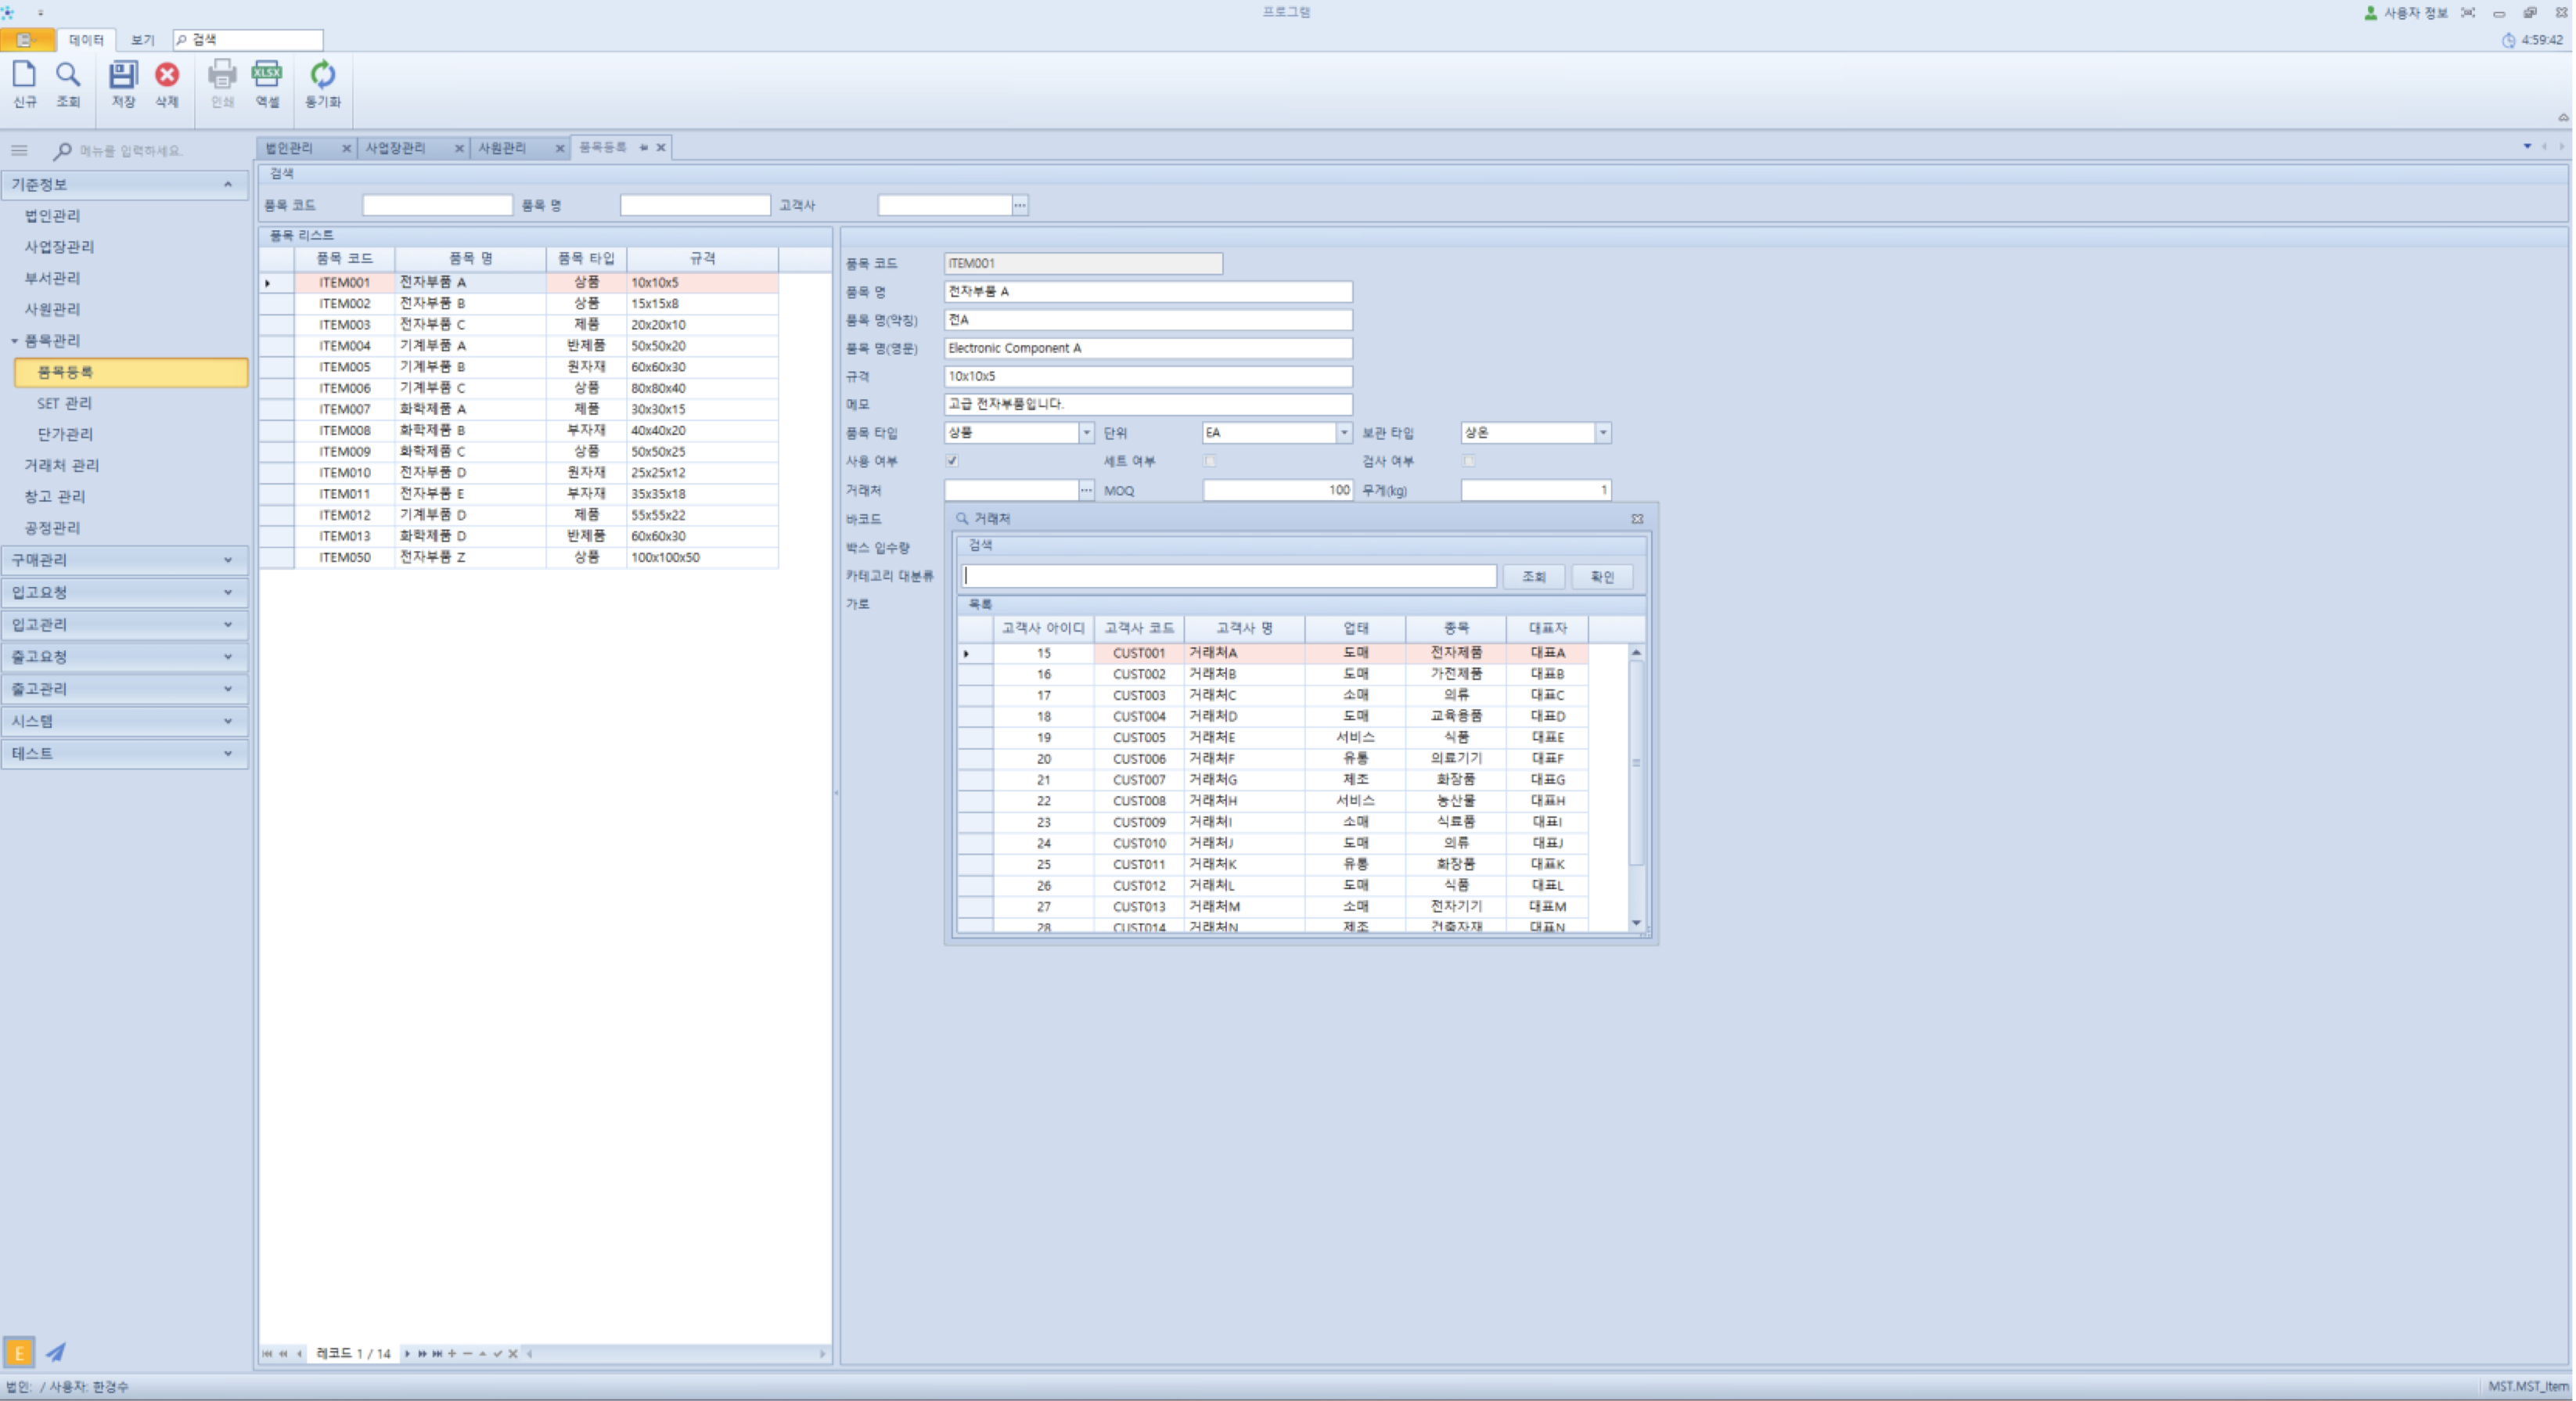 프로그램
사용자 정보
데이터 보기 검색
4:59:42
신규 조회 저장 삭제 인쇄 엑셀 동기화
XLSX
메뉴를 입력하세요.
법인관리 사업장관리 사원관리 품목등록
기준정보
법인관리
사업장관리
부서관리
사원관리
품목관리
품목등록
SET 관리
단가관리
거래처 관리
창고 관리
공정관리
구매관리
입고요청
입고관리
출고요청
출고관리
시스템
테스트
검색
품목 코드 품목 명 고객사
품목 리스트
품목 코드 품목 명 품목 타입 규격
ITEM001 전자부품 A 상품 10x10x5
ITEM002 전자부품 B 상품 15x15x8
ITEM003 전자부품 C 제품 20x20x10
ITEM004 기계부품 A 반제품 50x50x20
ITEM005 기계부품 B 원자재 60x60x30
ITEM006 기계부품 C 상품 80x80x40
ITEM007 화학제품 A 제품 30x30x15
ITEM008 화학제품 B 부자재 40x40x20
ITEM009 화학제품 C 상품 50x50x25
ITEM010 전자부품 D 원자재 25x25x12
ITEM011 전자부품 E 부자재 35x35x18
ITEM012 기계부품 D 제품 55x55x22
ITEM013 화학제품 D 반제품 60x60x30
ITEM050 전자부품 Z 상품 100x100x50
레코드 1 / 14
품목 코드 ITEM001
품목 명 전자부품 A
품목 명(약칭) 전A
품목 명(영문) Electronic Component A
규격 10x10x5
메모 고급 전자부품입니다.
품목 타입 상품 단위 EA 보관 타입 상온
사용 여부 세트 여부 검사 여부
거래처 MOQ 100 무게(kg) 1
바코드
박스 입수량
카테고리 대분류
가로
거래처
검색
조회 확인
목록
고객사 아이디 고객사 코드 고객사 명 업태 종목 대표자
15 CUST001 거래처A 도매 전자제품 대표A
16 CUST002 거래처B 도매 가전제품 대표B
17 CUST003 거래처C 소매 의류 대표C
18 CUST004 거래처D 도매 교육용품 대표D
19 CUST005 거래처E 서비스 식품 대표E
20 CUST006 거래처F 유통 의료기기 대표F
21 CUST007 거래처G 제조 화장품 대표G
22 CUST008 거래처H 서비스 농산물 대표H
23 CUST009 거래처I 소매 식료품 대표I
24 CUST010 거래처J 도매 의류 대표J
25 CUST011 거래처K 유통 화장품 대표K
26 CUST012 거래처L 도매 식품 대표L
27 CUST013 거래처M 소매 전자기기 대표M
28 CUST014 거래처N 제조 건축자재 대표N
E
법인: / 사용자: 한경수
MST.MST_Item